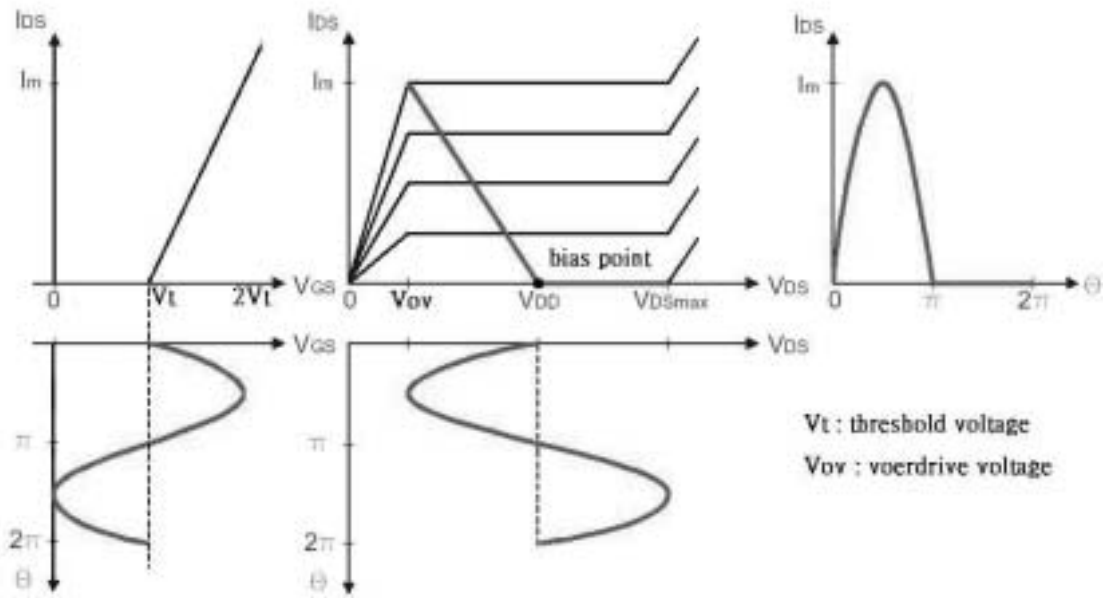 IDS
Im
0
Vt
2Vt
VGS
IDS
Im
bias point
0
Vov
VDD
VDSmax
VDS
IDS
Im
0
π
2π
Θ
VGS
π
2π
Θ
VDS
π
2π
Θ
Vt : threshold voltage
Vov : voerdrive voltage